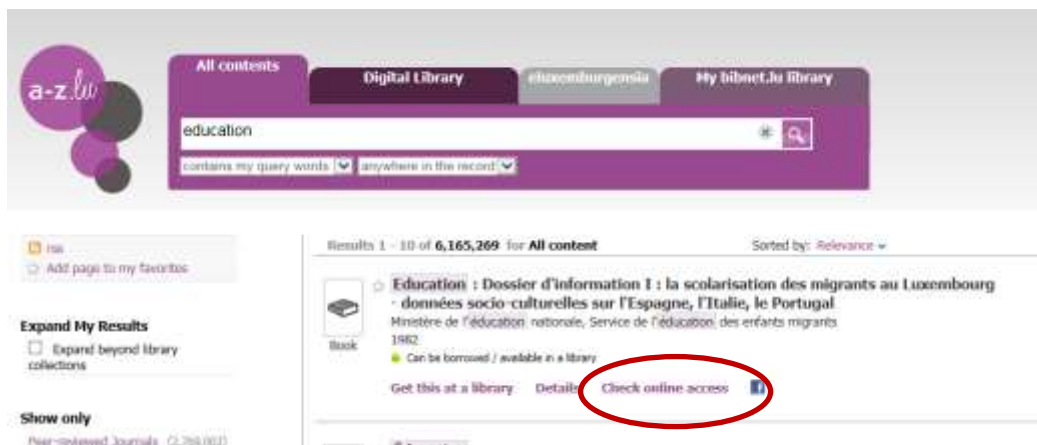 a-z.lu
All contents
Digital Library
eluxemburgensia
My bibnet.lu library
education
contains my query words
anywhere in the record
rss
Add page to my favorites
Results 1 - 10 of 6,165,269 for All content
Sorted by: Relevance
Education : Dossier d'information I : la scolarisation des migrants au Luxembourg
- données socio-culturelles sur l'Espagne, l'Italie, le Portugal
Ministère de l'éducation nationale, Service de l'éducation des enfants migrants
1982
Book
Can be borrowed / available in a library
Get this at a library Details Check online access
Expand My Results
Expand beyond library
collections
Show only
Peer-reviewed Journals